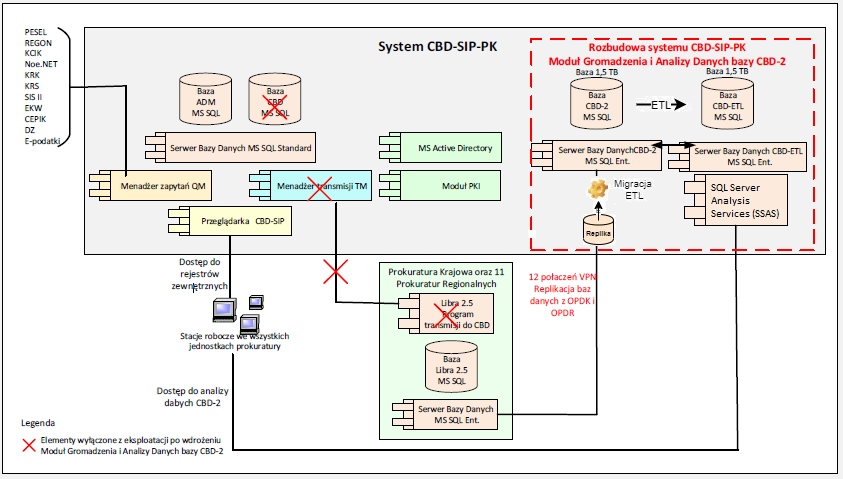 PESEL
REGON
KCIK
Noe.NET
KRK
KRS
SIS II
EKW
CEPIK
DZ
E-podatki
System CBD-SIP-PK
Baza
ADM
MS SQL
Baza
CBD
MS SQL
Serwer Bazy Danych MS SQL Standard
MS Active Directory
Menadżer zapytań QM
Menadżer transmisji TM
Moduł PKI
Przeglądarka CBD-SIP
Rozbudowa systemu CBD-SIP-PK
Moduł Gromadzenia i Analizy Danych bazy CBD-2
Baza 1,5 TB
Baza
CBD-2
MS SQL
ETL
Baza 1,5 TB
Baza
CBD-ETL
MS SQL
Serwer Bazy DanychCBD-2
MS SQL Ent.
Serwer Bazy Danych CBD-ETL
MS SQL Ent.
Migracja
ETL
SQL Server
Analysis
Services (SSAS)
Replika
Dostęp do
rejestrów
zewnętrznych
Stacje robocze we wszystkich
jednostkach prokuratury
Prokuratura Krajowa oraz 11
Prokuratur Regionalnych
Libra 2.5
Program
transmisji do CBD
Baza
Libra 2.5
MS SQL
Serwer Bazy Danych
MS SQL Ent.
12 połaczeń VPN
Replikacja baz
danych z OPDK i
OPDR
Dostęp do analizy
dabych CBD-2
Legenda
Elementy wyłączone z eksploatacji po wdrożeniu
Moduł Gromadzenia i Analizy Danych bazy CBD-2